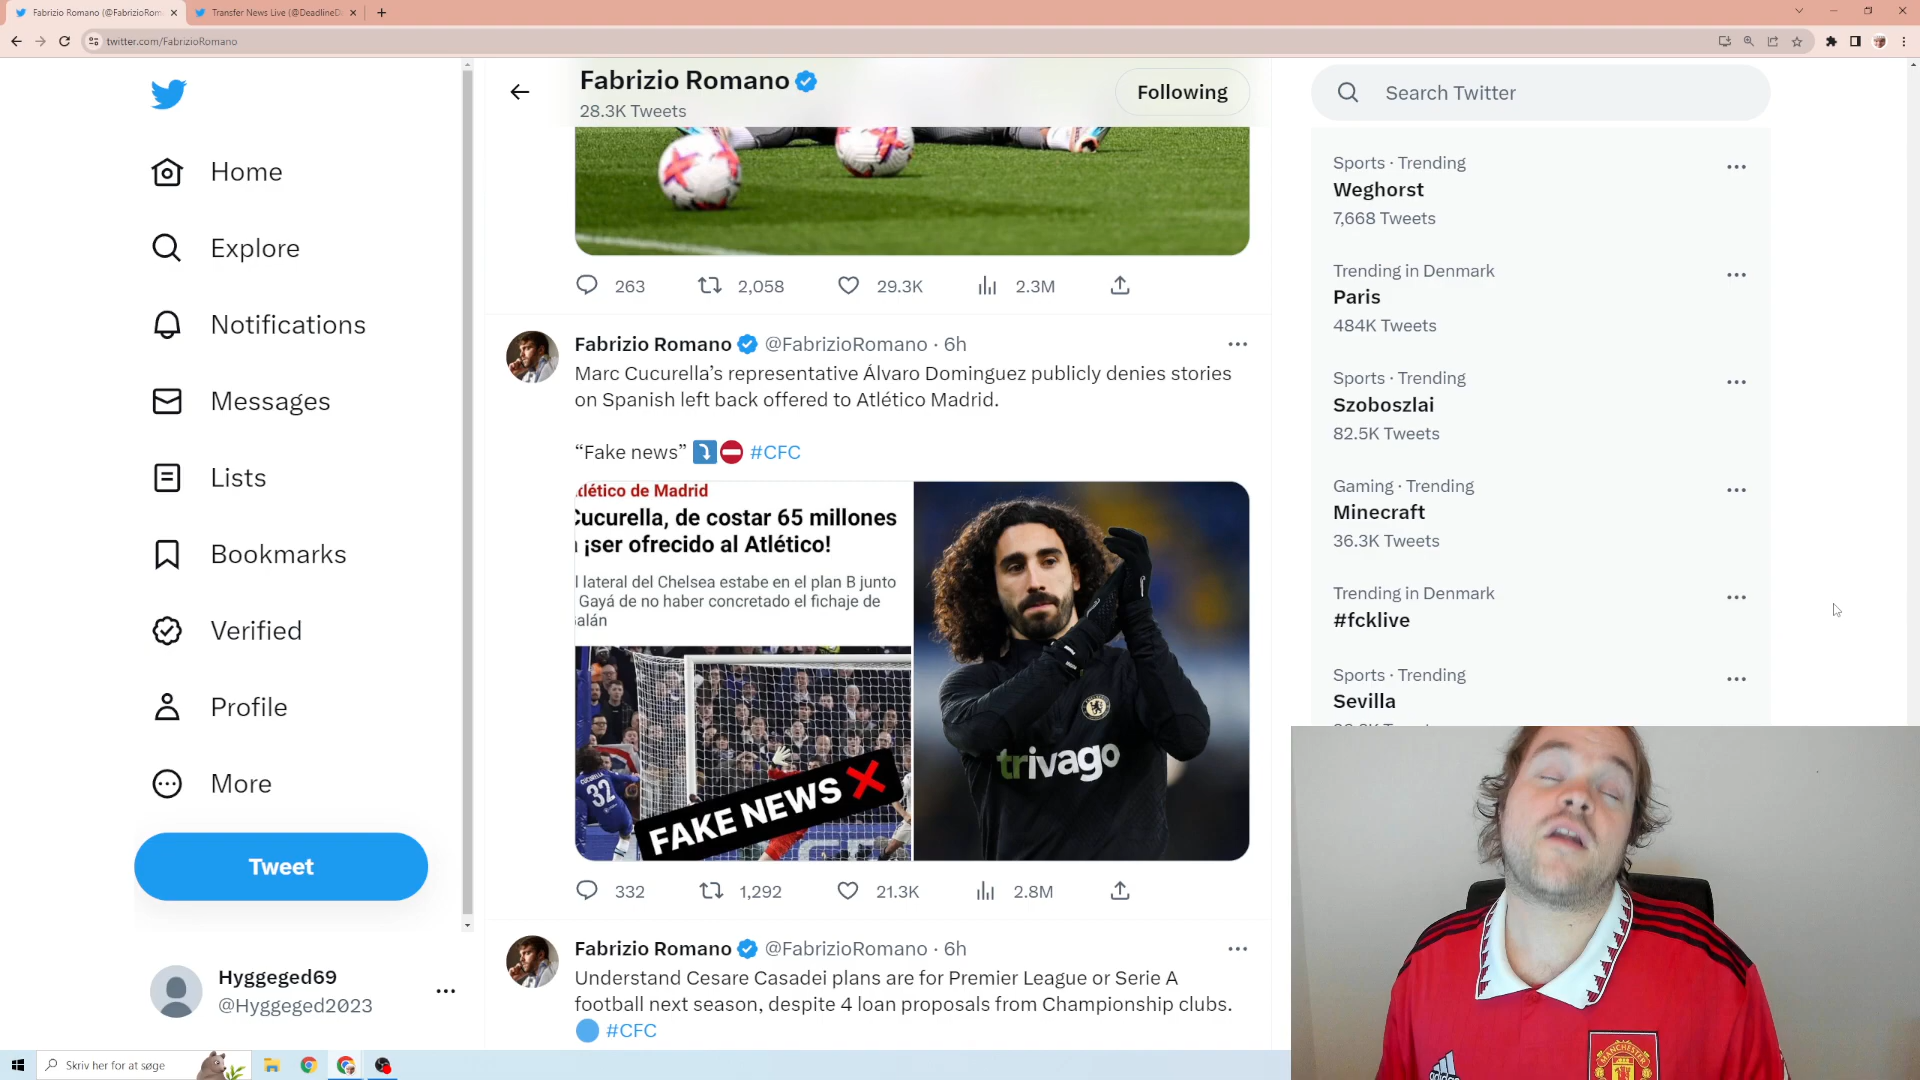 Fabrizio Romano (@FabrizioRom
Transfer News Live (@DeadlineD
twitter.com/FabrizioRomano
Home
Explore
Notifications
Messages
Lists
Bookmarks
Verified
Profile
More
Tweet
Hyggeged69
@Hyggeged2023
Fabrizio Romano
28.3K Tweets
Following
263 2,058 29.3K 2.3M
Fabrizio Romano @FabrizioRomano · 6h
Marc Cucurella’s representative Álvaro Dominguez publicly denies stories
on Spanish left back offered to Atlético Madrid.
“Fake news” #CFC
tlético de Madrid
Cucurella, de costar 65 millones
¡ser ofrecido al Atlético!
l lateral del Chelsea estabe en el plan B junto
Gayá de no haber concretado el fichaje de
alán
CUCURELLA
32
FAKE NEWS
trivago
332 1,292 21.3K 2.8M
Fabrizio Romano @FabrizioRomano · 6h
Understand Cesare Casadei plans are for Premier League or Serie A
football next season, despite 4 loan proposals from Championship clubs.
#CFC
Search Twitter
Sports · Trending
Weghorst
7,668 Tweets
Trending in Denmark
Paris
484K Tweets
Sports · Trending
Szoboszlai
82.5K Tweets
Gaming · Trending
Minecraft
36.3K Tweets
Trending in Denmark
#fcklive
Sports · Trending
Sevilla
adidas
MANCHESTER
Skriv her for at søge